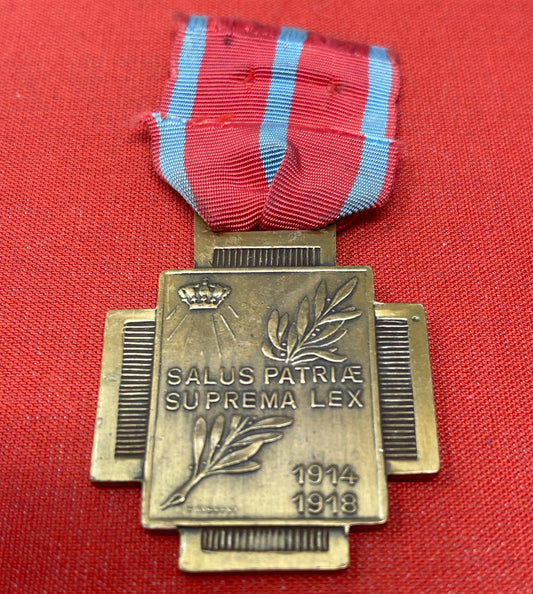 SALUS PATRIÆ
SUPREMA LEX
1914
1918